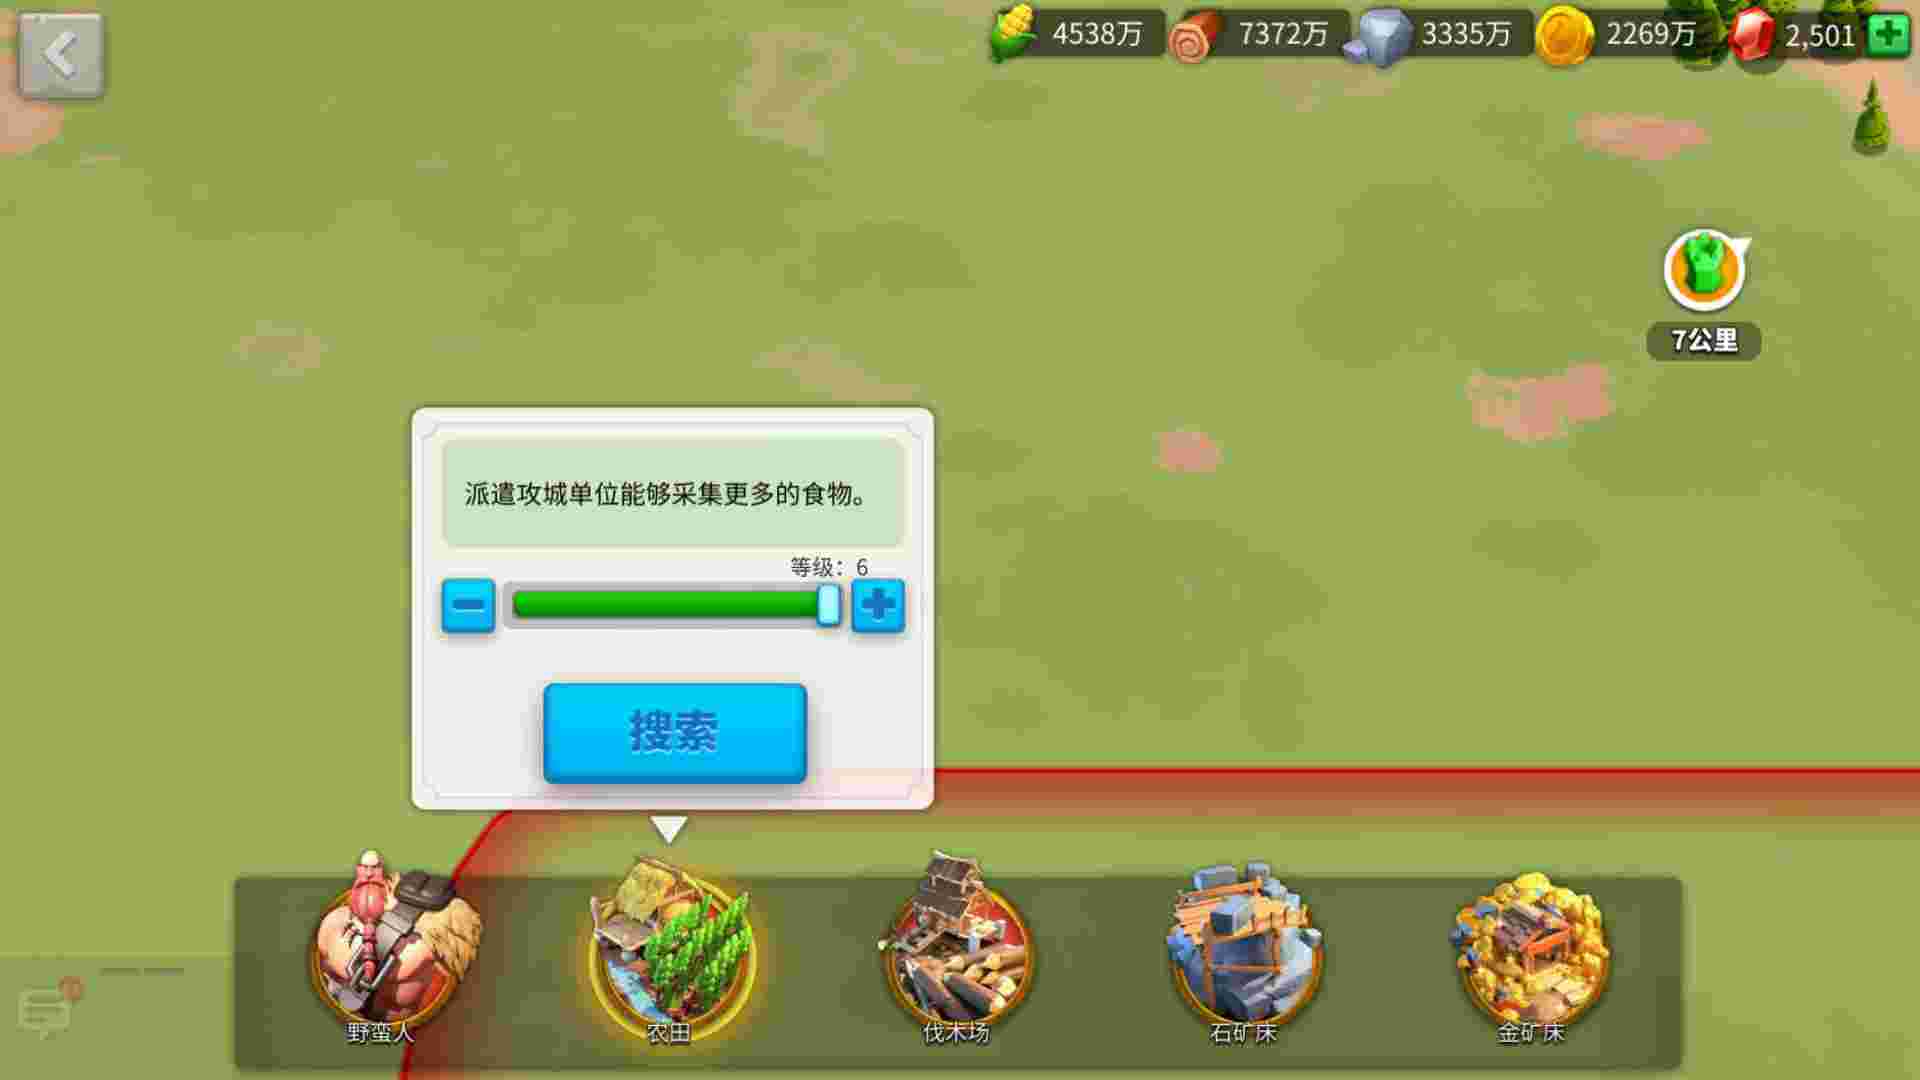 4538万
7372万
3335万
2269万
2,501
7公里
派遣攻城单位能够采集更多的食物。
等级：6
搜索
野蛮人
农田
伐木场
石矿床
金矿床